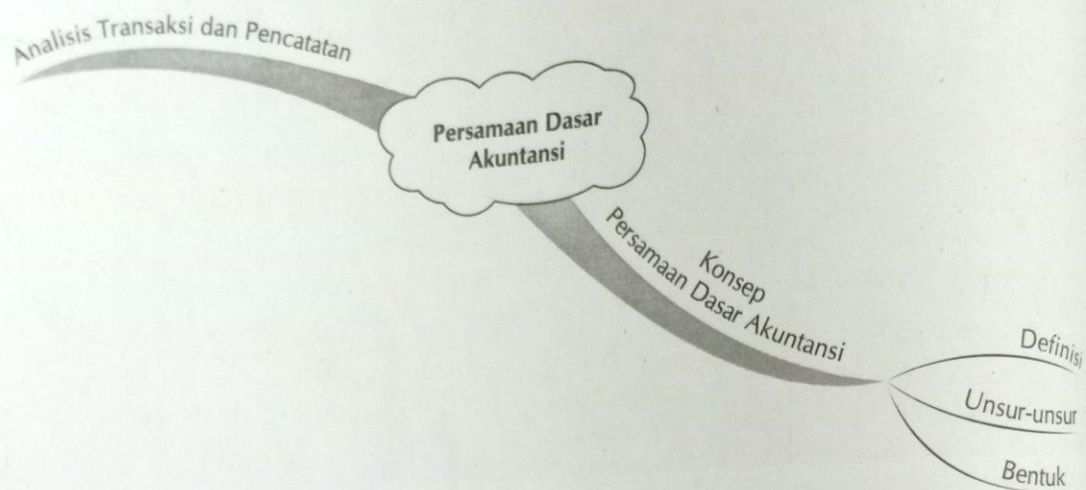 Analisis Transaksi dan Pencatatan
Persamaan Dasar
Akuntansi
Konsep
Persamaan Dasar Akuntansi
Definisi
Unsur-unsur
Bentuk